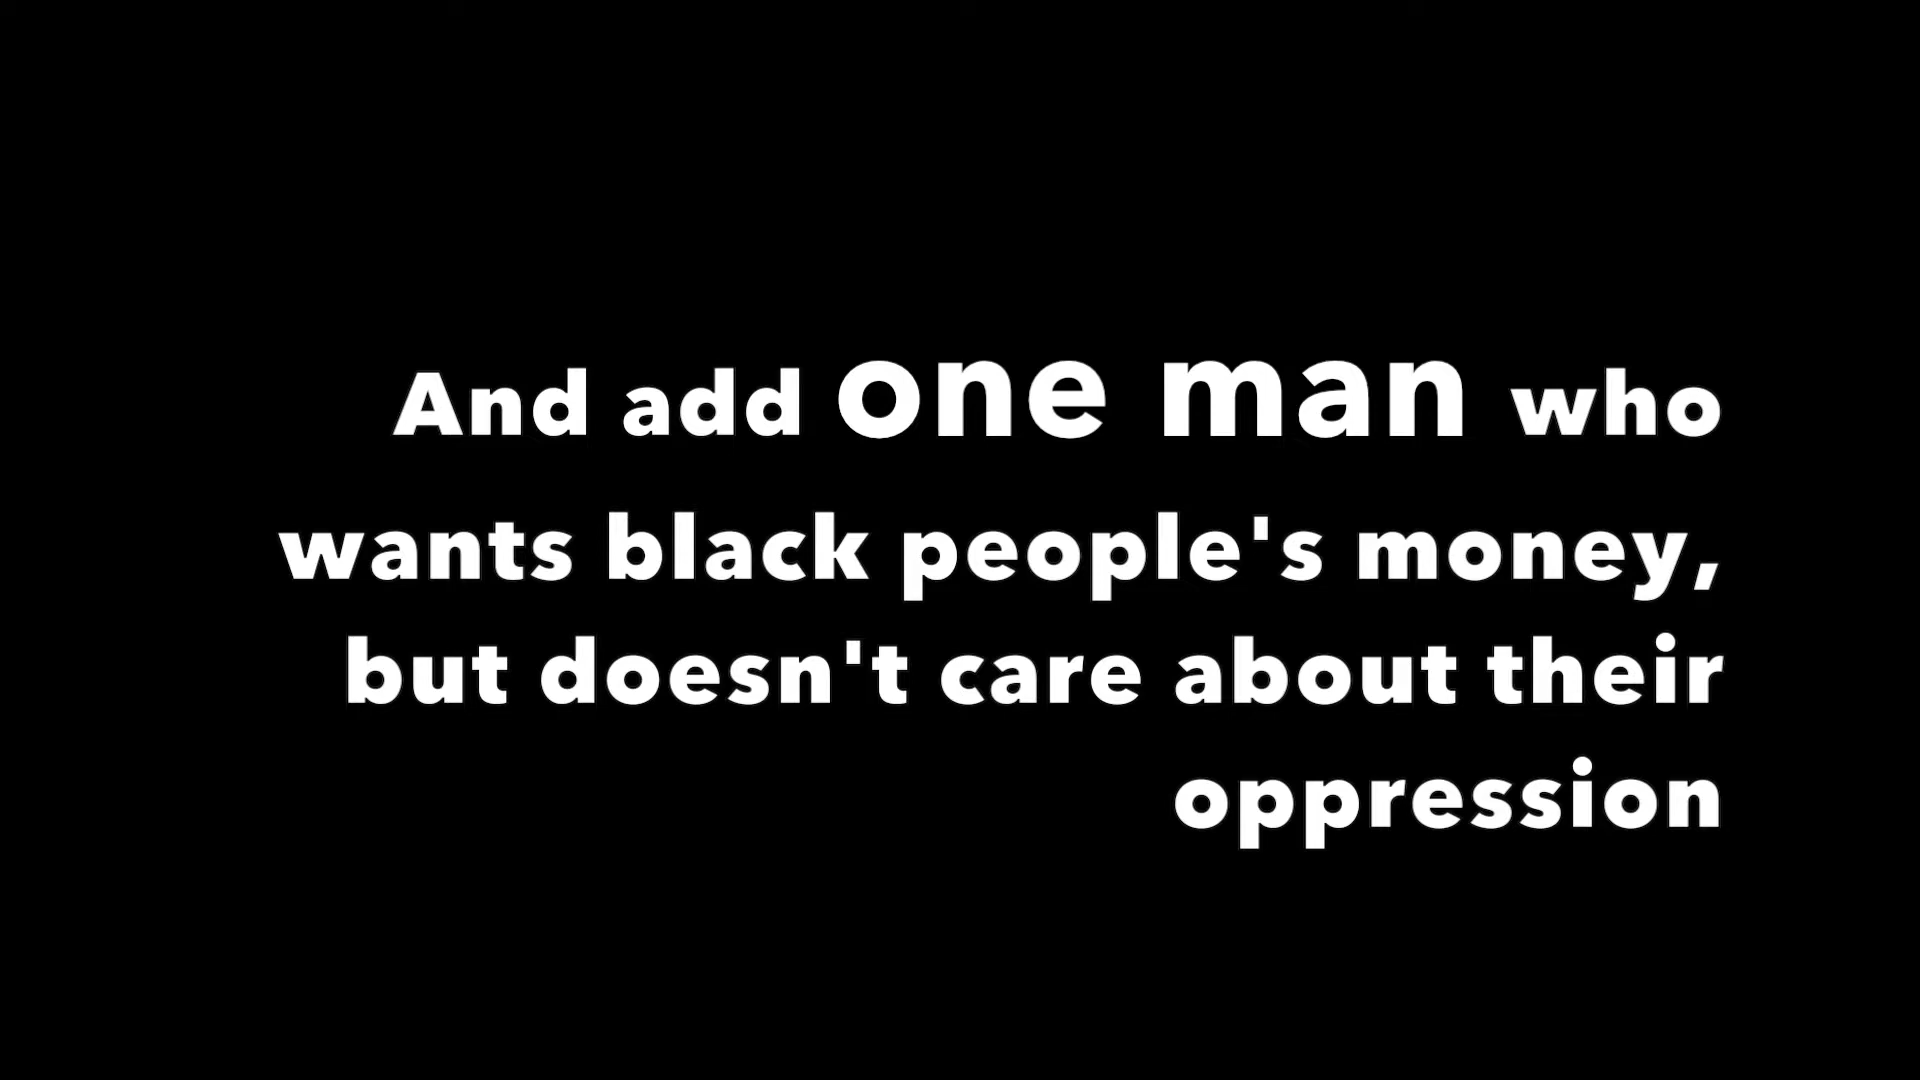 And add one man who
wants black people's money,
but doesn't care about their
oppression